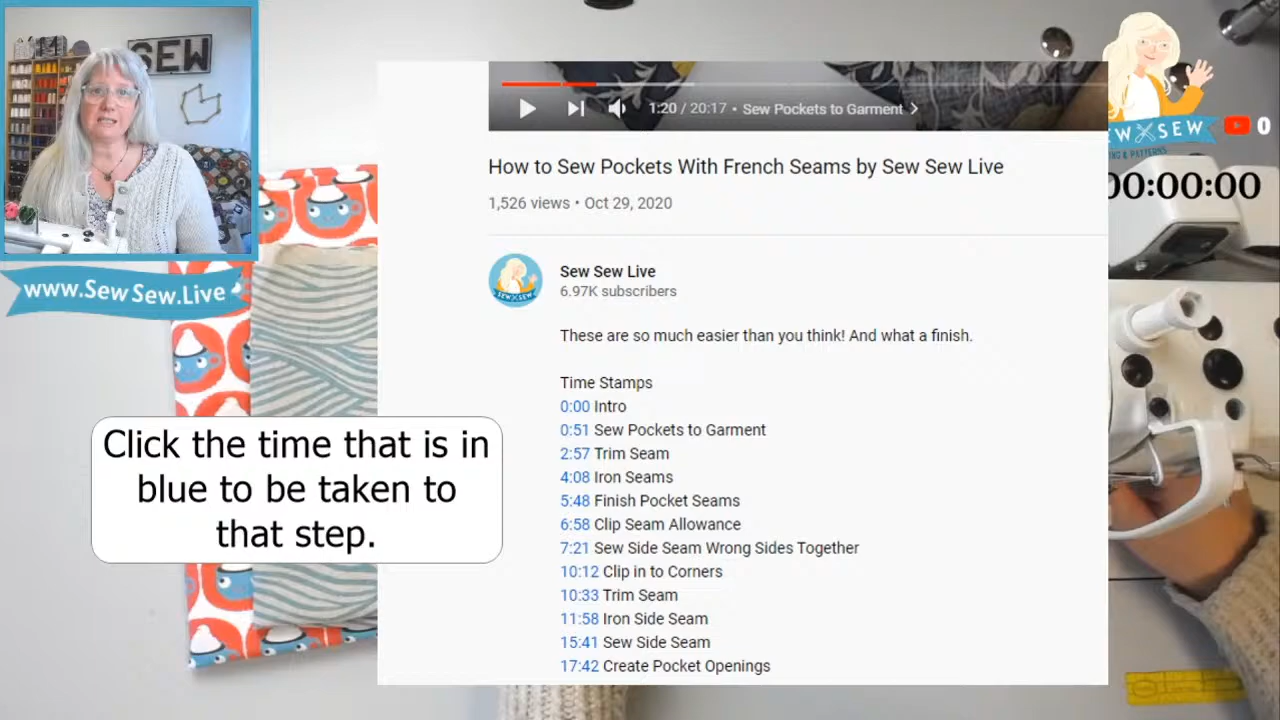 SEW
www.SewSew.Live
1:20 / 20:17 • Sew Pockets to Garment
How to Sew Pockets With French Seams by Sew Sew Live
1,526 views • Oct 29, 2020
SEW SEW
Sew Sew Live
6.97K subscribers
These are so much easier than you think! And what a finish.
Time Stamps
0:00 Intro
0:51 Sew Pockets to Garment
2:57 Trim Seam
4:08 Iron Seams
5:48 Finish Pocket Seams
6:58 Clip Seam Allowance
7:21 Sew Side Seam Wrong Sides Together
10:12 Clip in to Corners
10:33 Trim Seam
11:58 Iron Side Seam
15:41 Sew Side Seam
17:42 Create Pocket Openings
Click the time that is in
blue to be taken to
that step.
EW SEW
& PATTERNS
0
00:00:00